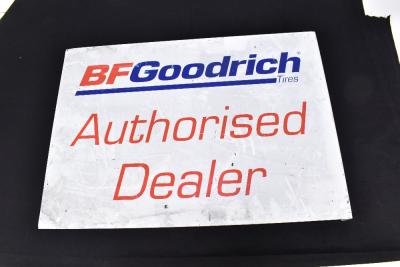 BFGoodrich
Tires
Authorised
Dealer